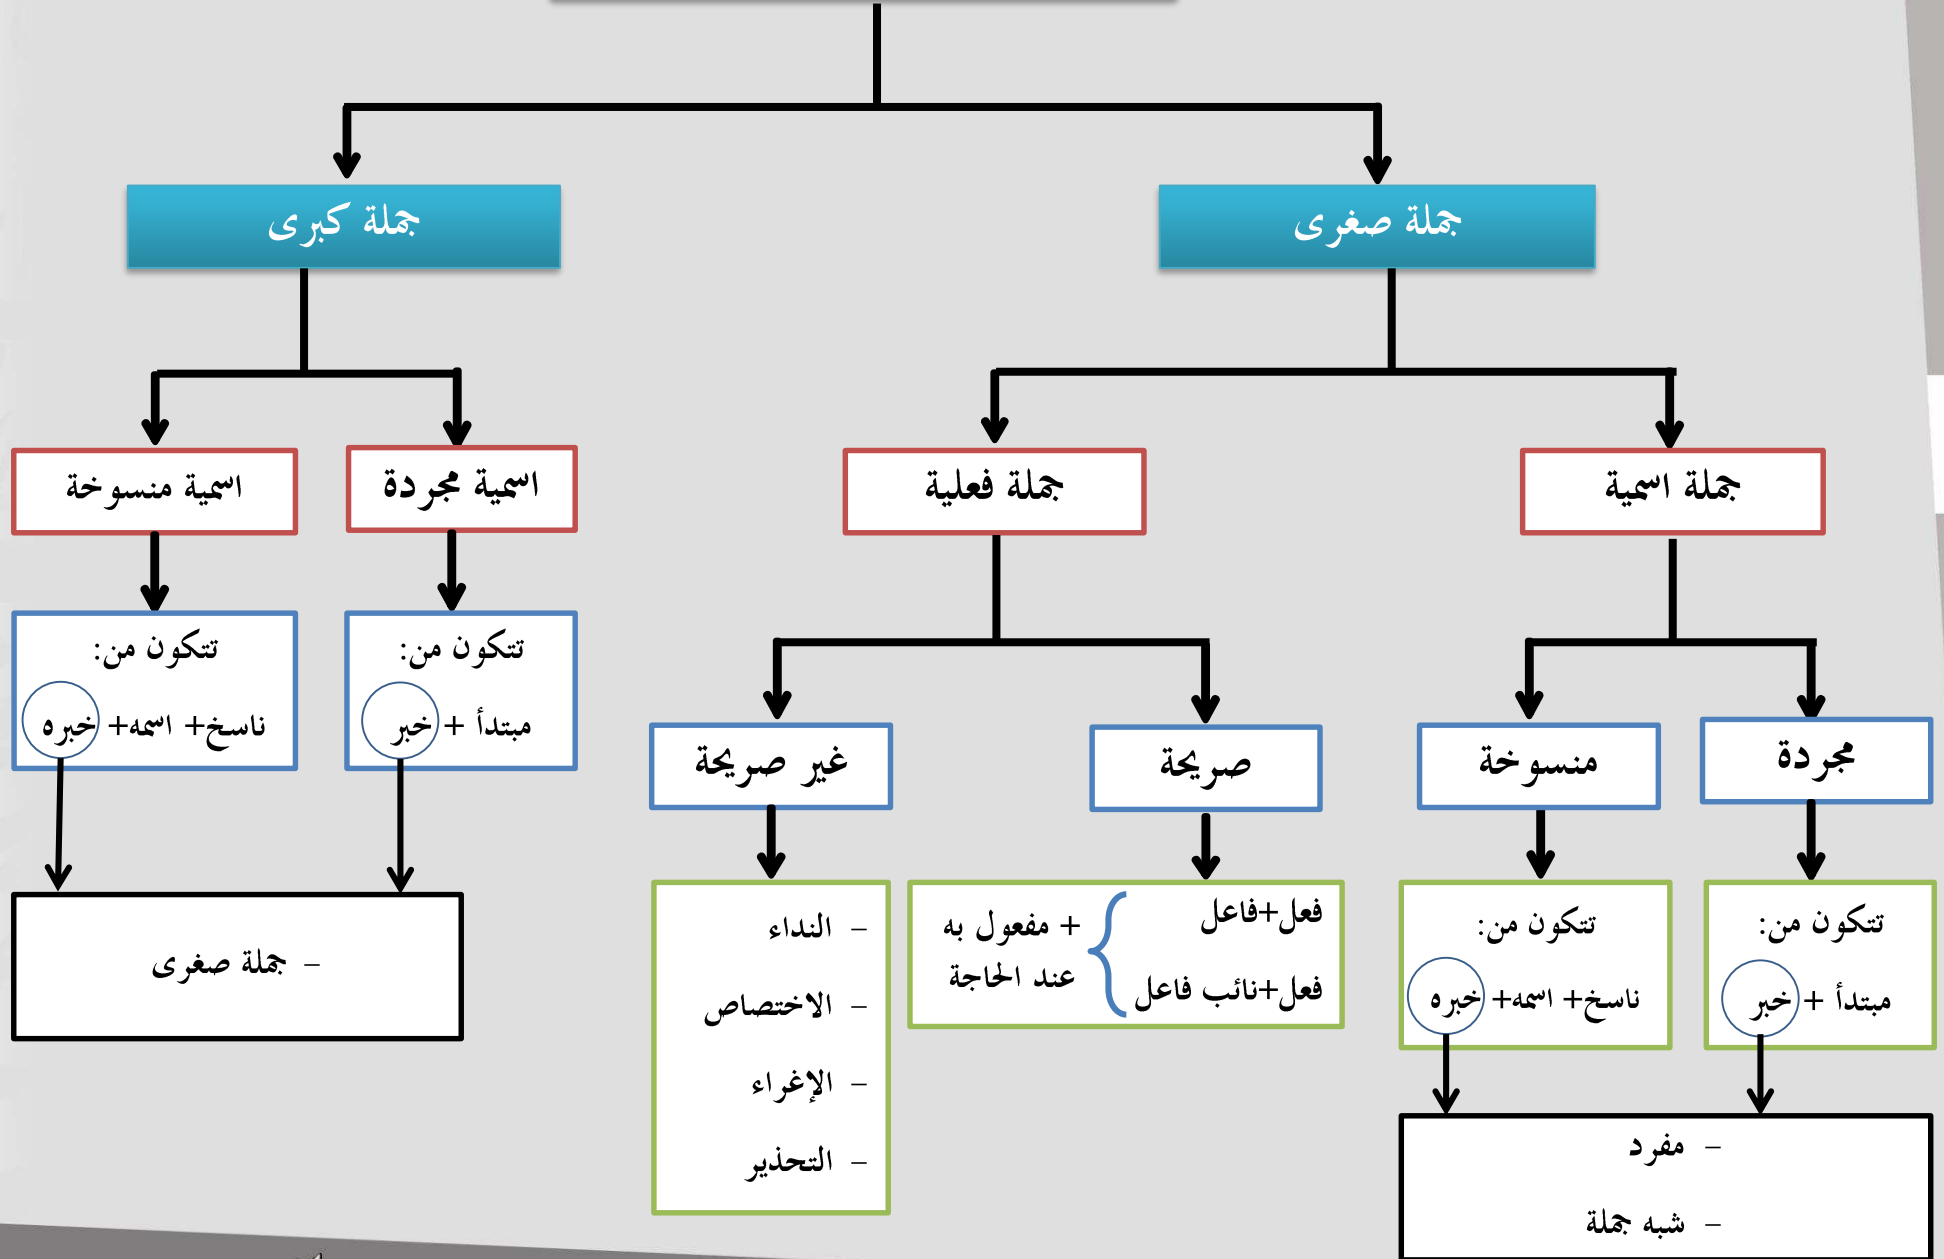 جملة صغرى
جملة كبرى
جملة اسمية
جملة فعلية
اسمية مجردة
اسمية منسوخة
تتكون من:
مبتدأ + خبر
تتكون من:
ناسخ+ اسمه+ خبره
مجردة
منسوخة
صريحة
غير صريحة
تتكون من:
مبتدأ + خبر
تتكون من:
ناسخ+ اسمه+ خبره
فعل+فاعل
فعل+نائب فاعل
+ مفعول به
عند الحاجة
- النداء
- الاختصاص
- الإغراء
- التحذير
- جملة صغرى
- مفرد
- شبه جملة